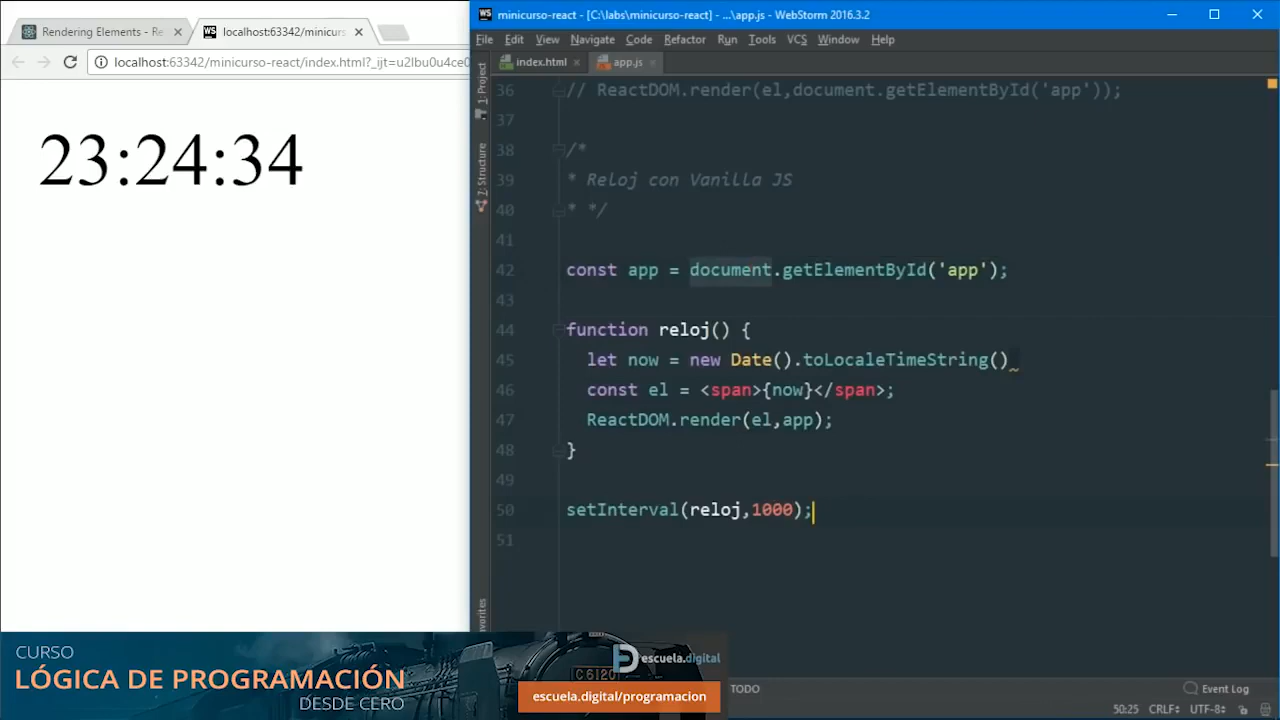 Rendering Elements - Re
localhost:63342/minicurs
localhost:63342/minicurso-react/index.html?_ijt=u2lbu0u4ce0
23:24:34
minicurso-react - [C:\labs\minicurso-react] - ...\app.js - WebStorm 2016.3.2
File Edit View Navigate Code Refactor Run Tools VCS Window Help
index.html
app.js
1: Project
7: Structure
36 // ReactDOM.render(el,document.getElementById('app'));
37
38 /*
39 * Reloj con Vanilla JS
40 * */
41
42 const app = document.getElementById('app');
43
44 function reloj() {
45 let now = new Date().toLocaleTimeString()
46 const el = <span>{now}</span>;
47 ReactDOM.render(el,app);
48 }
49
50 setInterval(reloj,1000);
51
CURSO
LÓGICA DE PROGRAMACIÓN
DESDE CERO
C6120
escuela.digital
escuela.digital/programacion
TODO
Event Log
50:25 CRLF÷ UTF-8÷